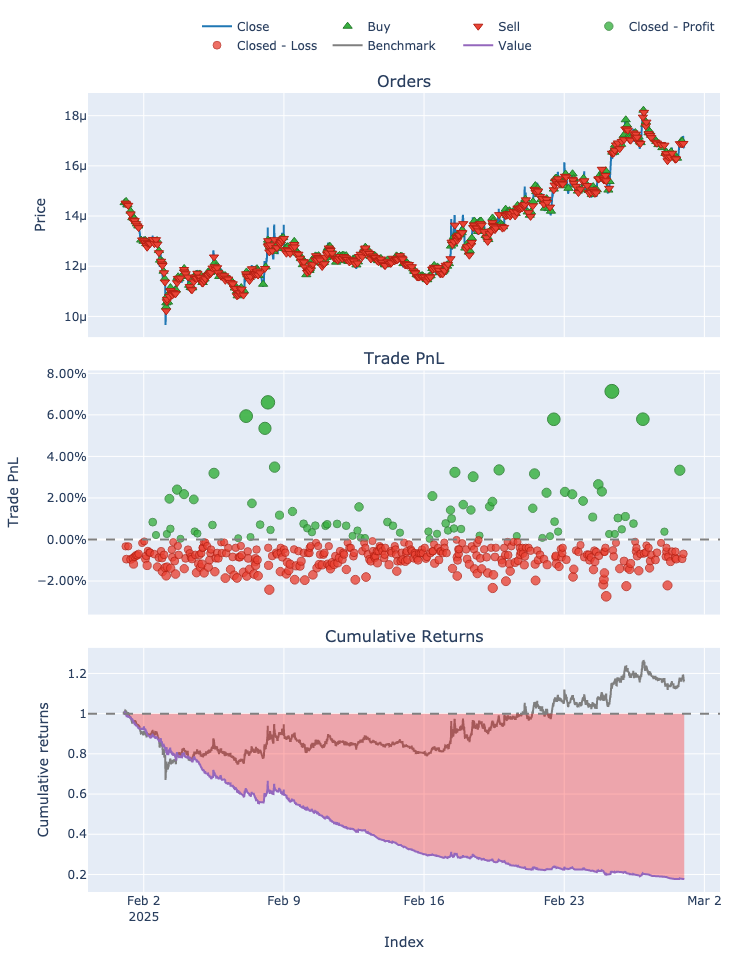 Close Buy Sell Closed - Profit
Closed - Loss Benchmark Value
Orders
18μ
16μ
14μ
12μ
10μ
Price
Trade PnL
8.00%
6.00%
4.00%
2.00%
0.00%
−2.00%
Trade PnL
Cumulative Returns
1.2
1
0.8
0.6
0.4
0.2
Cumulative returns
Feb 2 Feb 9 Feb 16 Feb 23 Mar 2
2025
Index